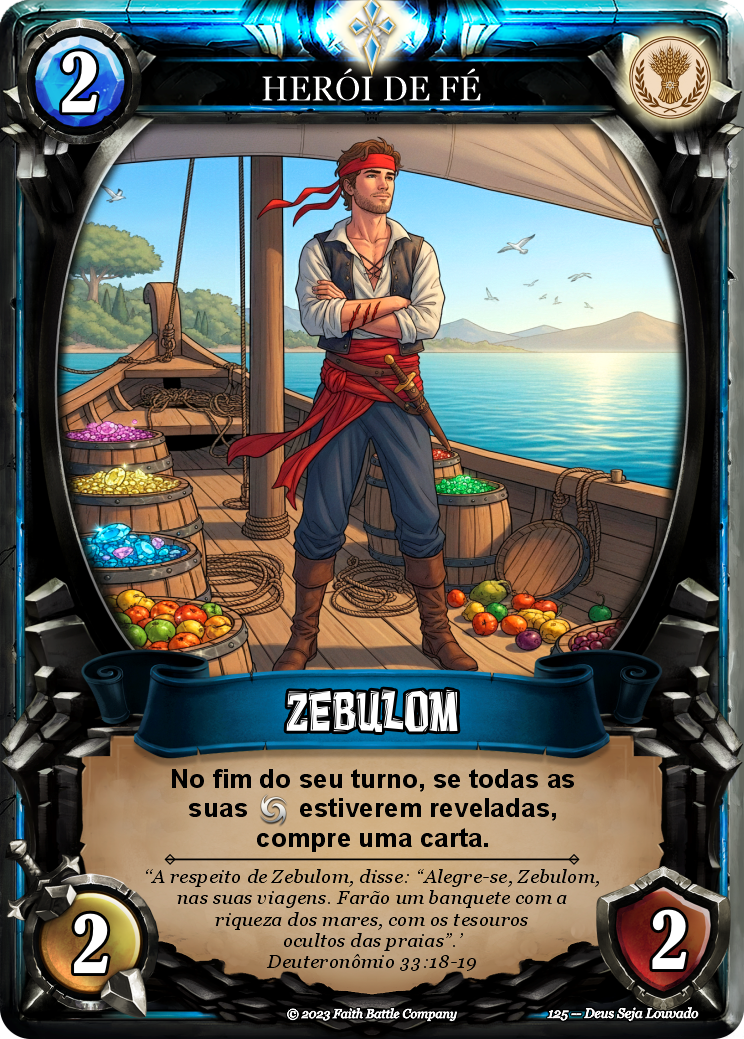 2
HERÓI DE FÉ
ZEBULOM
No fim do seu turno, se todas as
suas estiverem reveladas,
compre uma carta.
“A respeito de Zebulom, disse: “Alegre-se, Zebulom,
nas suas viagens. Farão um banquete com a
riqueza dos mares, com os tesouros
ocultos das praias”.’
Deuteronômio 33:18-19
2
2
© 2023 Faith Battle Company
125 – Deus Seja Louvado